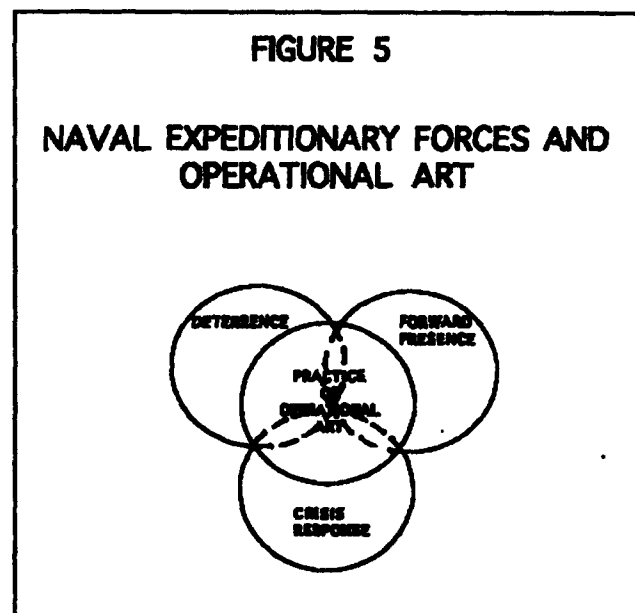 FIGURE 5
NAVAL EXPEDITIONARY FORCES AND
OPERATIONAL ART
DETERRENCE
FORWARD
PRESENCE
PRACTICE
OF
OPERATIONAL
ART
CRISIS
RESPONSE